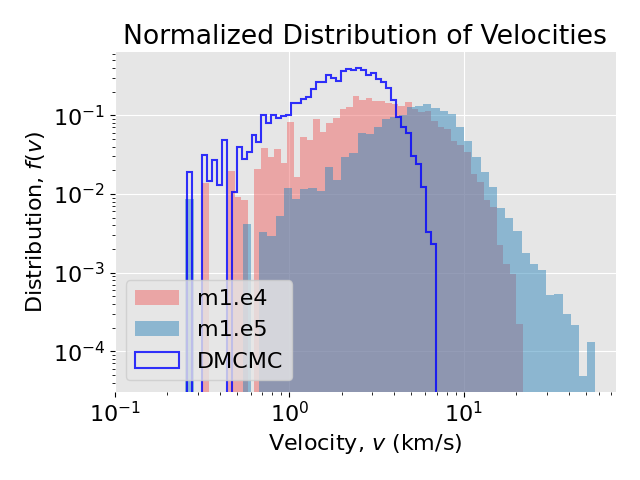 Normalized Distribution of Velocities
Distribution, f(v)
10⁻¹
10⁻²
10⁻³
10⁻⁴
m1.e4
m1.e5
DMCMC
10⁻¹ 10⁰ 10¹
Velocity, v (km/s)